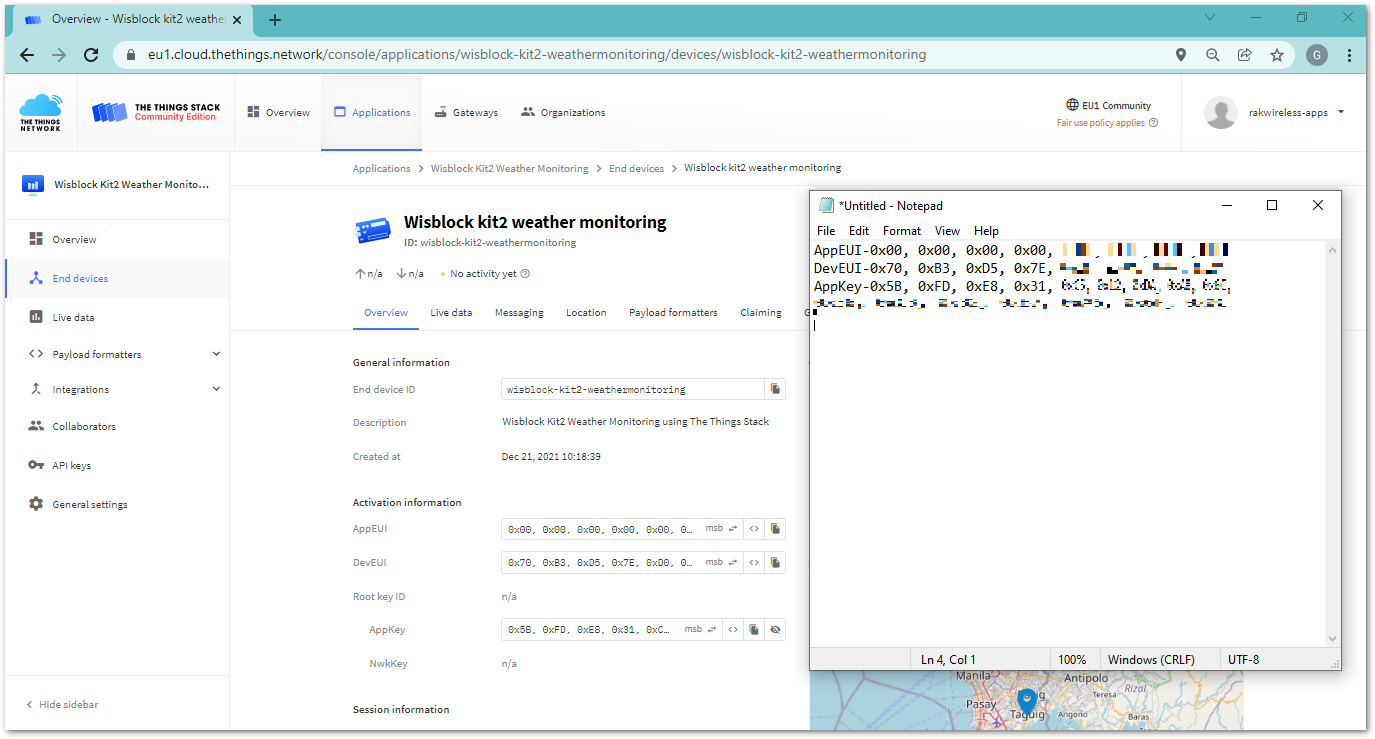 Overview - Wisblock kit2 weathe
eu1.cloud.thethings.network/console/applications/wisblock-kit2-weathermonitoring/devices/wisblock-kit2-weathermonitoring
G
THE THINGS NETWORK
THE THINGS STACK
Community Edition
Overview
Applications
Gateways
Organizations
EU1 Community
Fair use policy applies
rakwireless-apps
Wisblock Kit2 Weather Monito...
Overview
End devices
Live data
Payload formatters
Integrations
Collaborators
API keys
General settings
Hide sidebar
Applications > Wisblock Kit2 Weather Monitoring > End devices > Wisblock kit2 weather monitoring
Wisblock kit2 weather monitoring
ID: wisblock-kit2-weathermonitoring
↑n/a ↓n/a • No activity yet
Overview Live data Messaging Location Payload formatters Claiming
General information
End device ID wisblock-kit2-weathermonitoring
Description Wisblock Kit2 Weather Monitoring using The Things Stack
Created at Dec 21, 2021 10:18:39
Activation information
AppEUI 0x00, 0x00, 0x00, 0x00, 0x00, 0... msb <>
DevEUI 0x70, 0xB3, 0xD5, 0x7E, 0xD0, 0... msb <>
Root key ID n/a
AppKey 0x5B, 0xFD, 0xE8, 0x31, 0xC... msb <>
NwkKey n/a
Session information
*Untitled - Notepad
File Edit Format View Help
AppEUI-0x00, 0x00, 0x00, 0x00,
DevEUI-0x70, 0xB3, 0xD5, 0x7E,
AppKey-0x5B, 0xFD, 0xE8, 0x31,
Ln 4, Col 1 100% Windows (CRLF) UTF-8
Manila
Antipolo
Rizal
Teresa
Pasay
Taguig
Angono
Baras